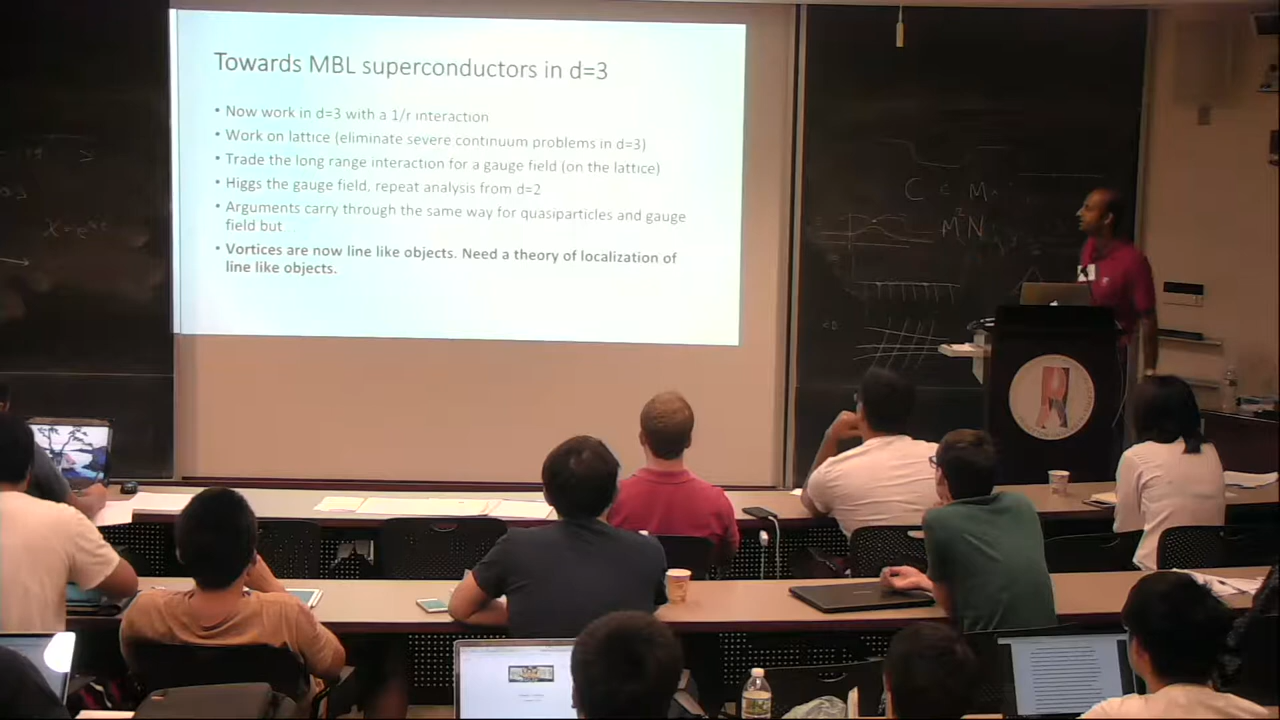 Towards MBL superconductors in d=3
• Now work in d=3 with a 1/r interaction
• Work on lattice (eliminate severe continuum problems in d=3)
• Trade the long range interaction for a gauge field (on the lattice)
• Higgs the gauge field, repeat analysis from d=2
• Arguments carry through the same way for quasiparticles and gauge
field but...
• Vortices are now line like objects. Need a theory of localization of
line like objects.
M²N